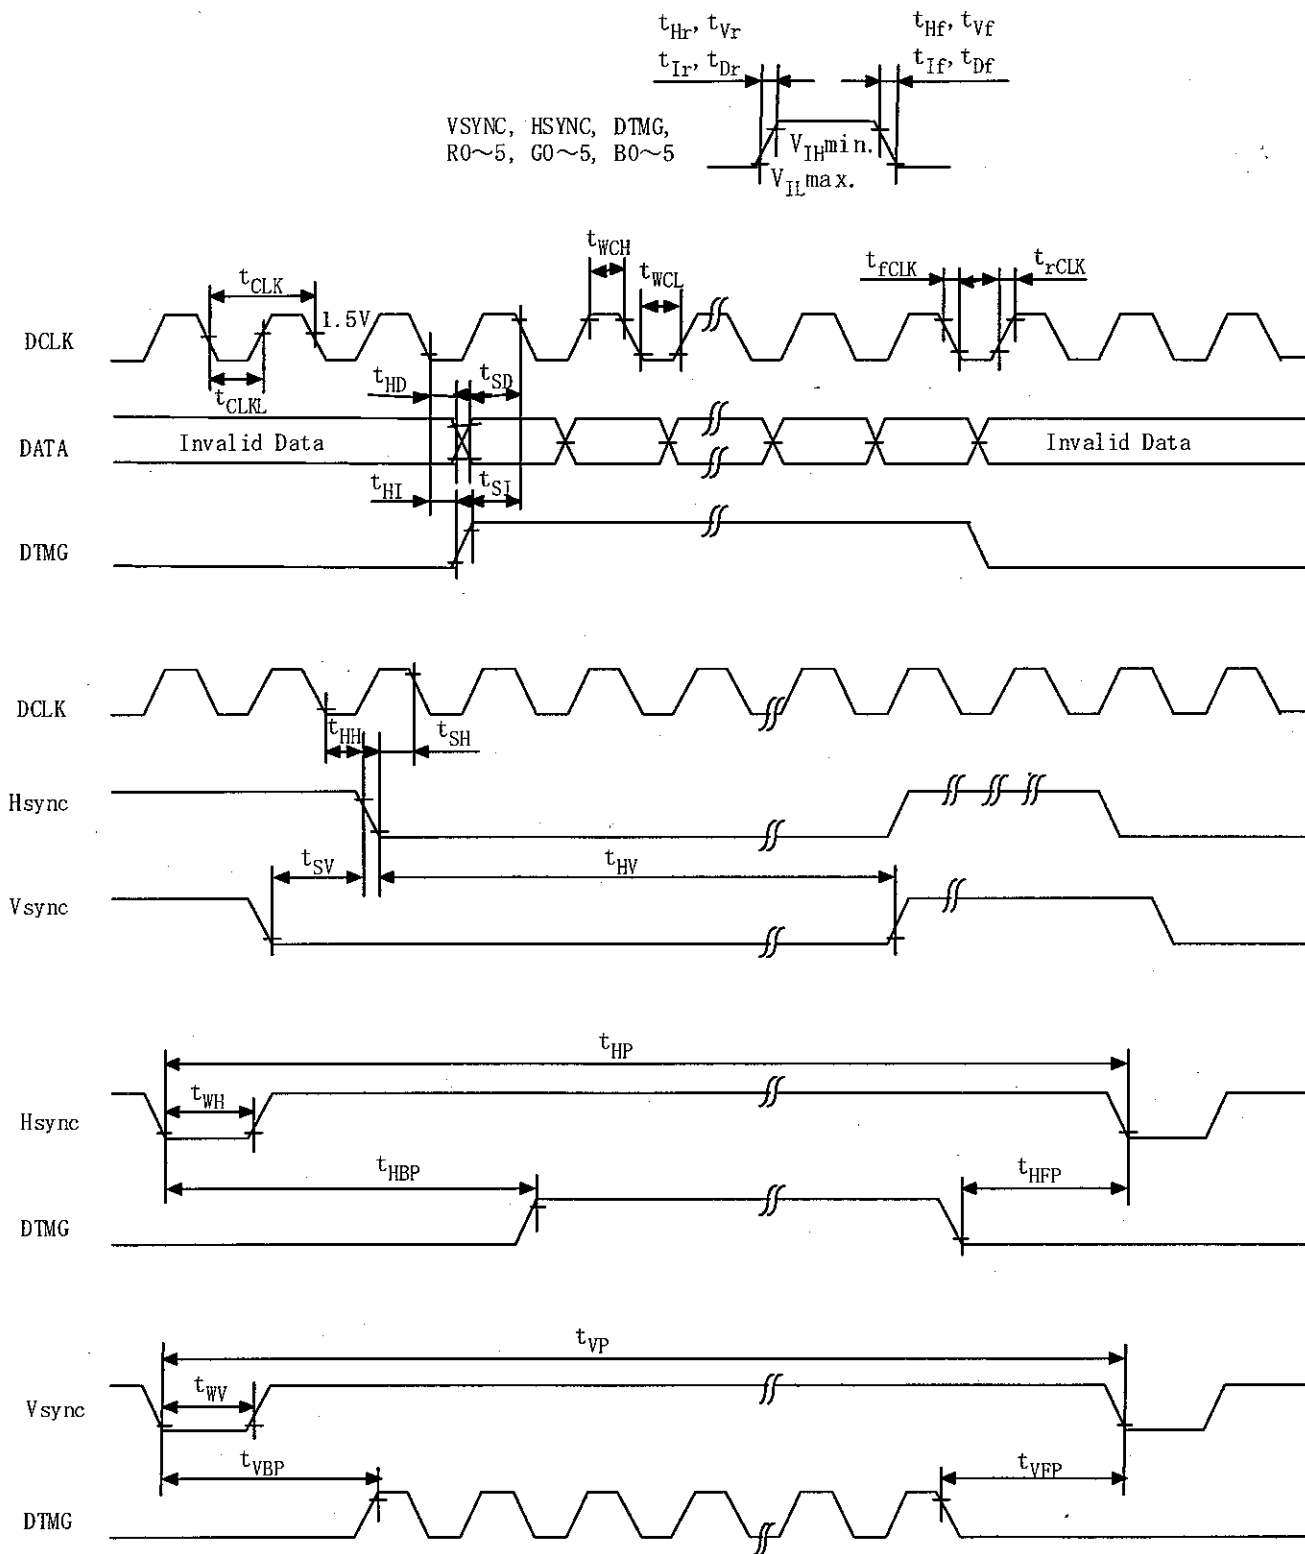 tHr, tVr
tIr, tDr
tHf, tVf
tIf, tDf
VSYNC, HSYNC, DTMG,
R0~5, G0~5, B0~5
VIHmin.
VILmax.
tWCH
tWCL
tCLK
tfCLK
trCLK
1.5V
DCLK
tHD
tSD
tCLKL
DATA
Invalid Data
Invalid Data
tHI
tSI
DTMG
DCLK
tHH
tSH
Hsync
tSV
tHV
Vsync
tHP
tWH
Hsync
tHBP
tHFP
DTMG
tVP
tWV
Vsync
tVBP
tVFP
DTMG